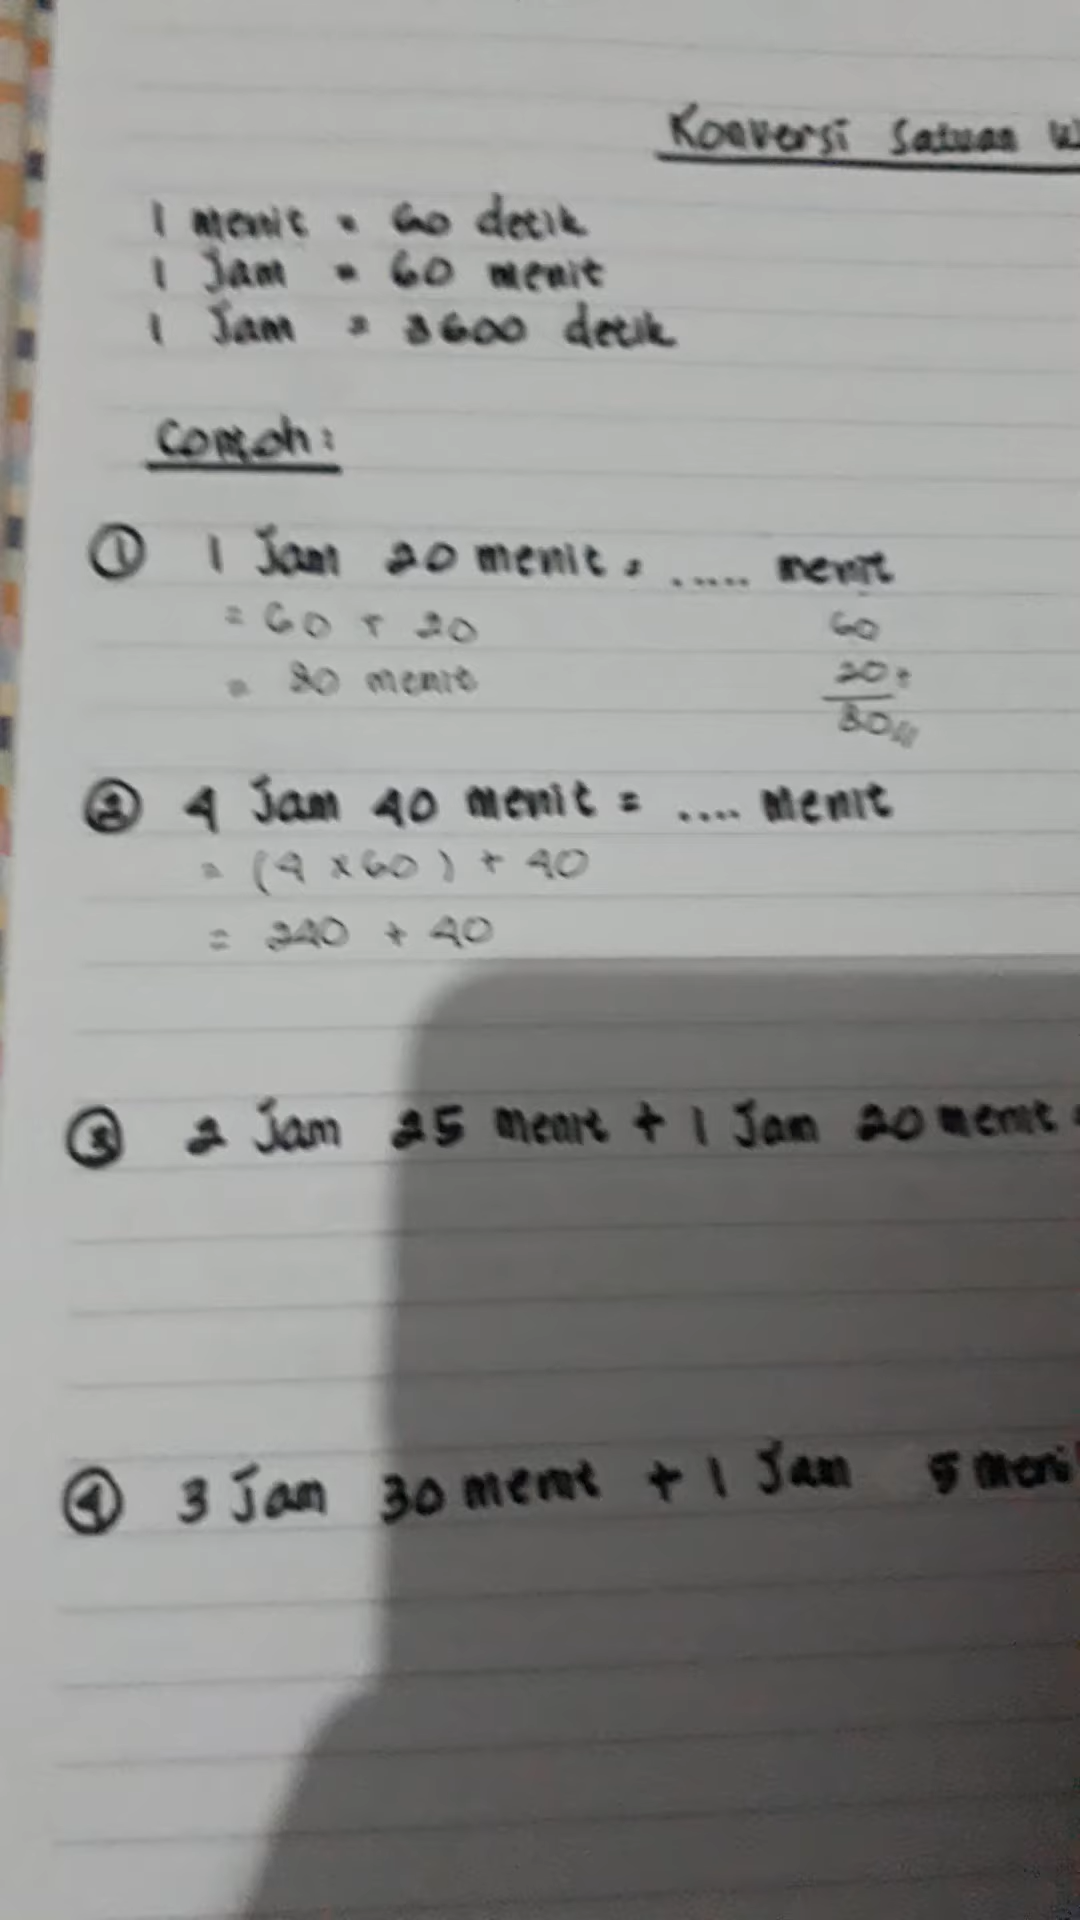 Konversi Satuan W
1 menit = 60 detik
1 Jam = 60 menit
1 Jam = 3600 detik
Contoh:
① 1 Jam 20 menit = ..... menit
= 60 + 20
= 80 menit
60
20+
80//
② 4 Jam 40 menit = .... menit
= (4 x 60) + 40
= 240 + 40
③ 2 Jam 25 menit + 1 Jam 20 menit =
④ 3 Jam 30 menit + 1 Jam 5 meni